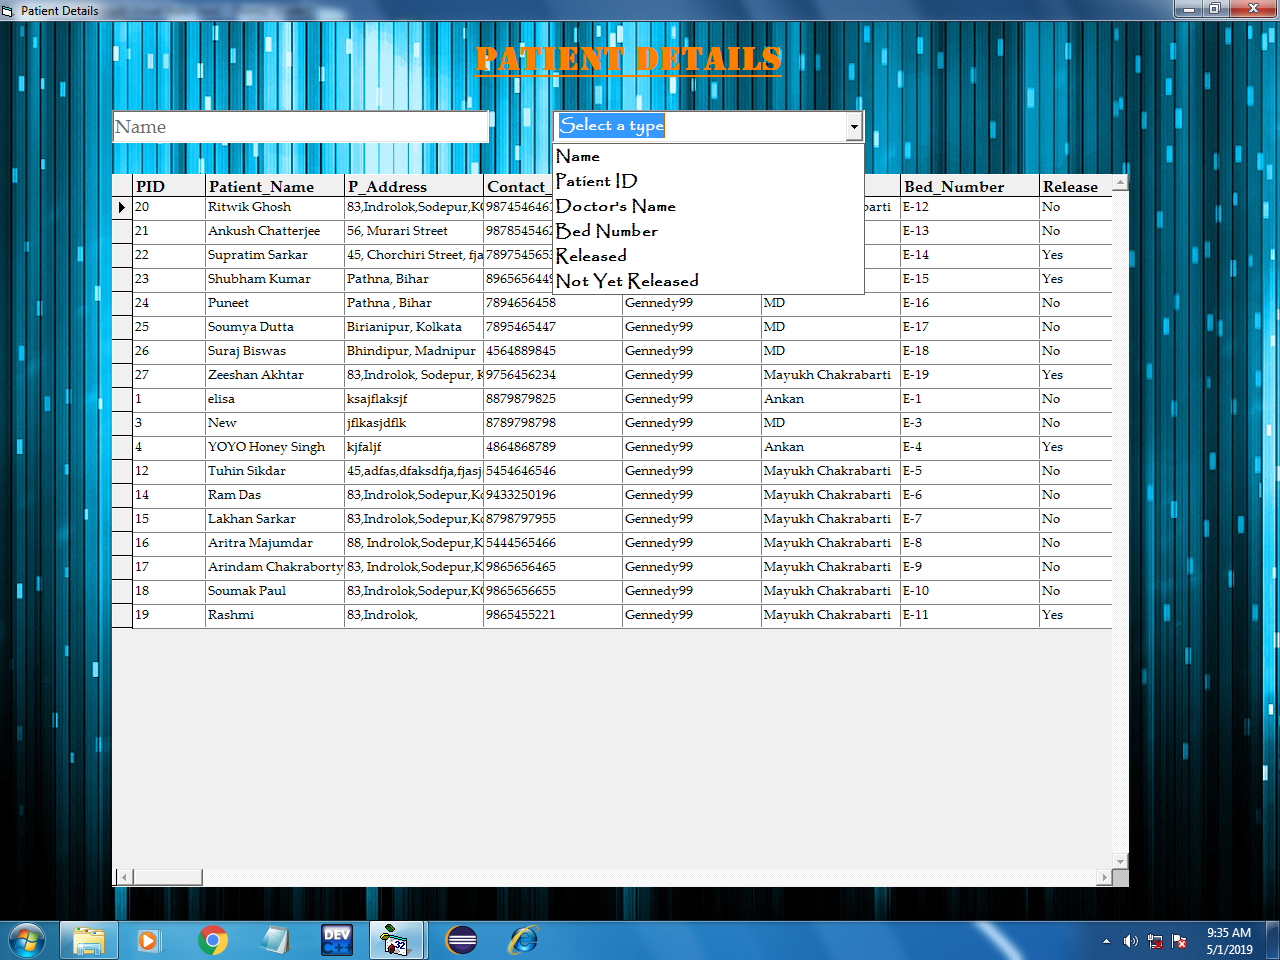 Patient Details
PATIENT DETAILS
Name
Select a type
Name
Patient ID
Doctor's Name
Bed Number
Released
Not Yet Released
PID Patient_Name P_Address Contact_ Bed_Number Release
20 Ritwik Ghosh 83,Indrolok,Sodepur,KO 9874546461 arti E-12 No
21 Ankush Chatterjee 56, Murari Street 9878545462 E-13 No
22 Supratim Sarkar 45, Chorchiri Street, fja 7897545653 E-14 Yes
23 Shubham Kumar Pathna, Bihar 8965656449 E-15 Yes
24 Puneet Pathna , Bihar 7894656458 Gennedy99 MD E-16 No
25 Soumya Dutta Birianipur, Kolkata 7895465447 Gennedy99 MD E-17 No
26 Suraj Biswas Bhindipur, Madnipur 4564889845 Gennedy99 MD E-18 No
27 Zeeshan Akhtar 83,Indrolok, Sodepur, K 9756456234 Gennedy99 Mayukh Chakrabarti E-19 Yes
1 elisa ksajflaksjf 8879879825 Gennedy99 Ankan E-1 No
3 New jflkasjdflk 8789798798 Gennedy99 MD E-3 No
4 YOYO Honey Singh kjfaljf 4864868789 Gennedy99 Ankan E-4 Yes
12 Tuhin Sikdar 45,adfas,dfaksdfja,fjasj 5454646546 Gennedy99 Mayukh Chakrabarti E-5 No
14 Ram Das 83,Indrolok,Sodepur,Ko 9433250196 Gennedy99 Mayukh Chakrabarti E-6 No
15 Lakhan Sarkar 83,Indrolok,Sodepur,Ko 8798797955 Gennedy99 Mayukh Chakrabarti E-7 No
16 Aritra Majumdar 88, Indrolok,Sodepur,K 5444565466 Gennedy99 Mayukh Chakrabarti E-8 No
17 Arindam Chakraborty 83, Indrolok,Sodepur,K 9865656465 Gennedy99 Mayukh Chakrabarti E-9 No
18 Soumak Paul 83,Indrolok,Sodepur,KO 9865656655 Gennedy99 Mayukh Chakrabarti E-10 No
19 Rashmi 83,Indrolok, 9865455221 Gennedy99 Mayukh Chakrabarti E-11 Yes
DEV
C++
32
9:35 AM
5/1/2019